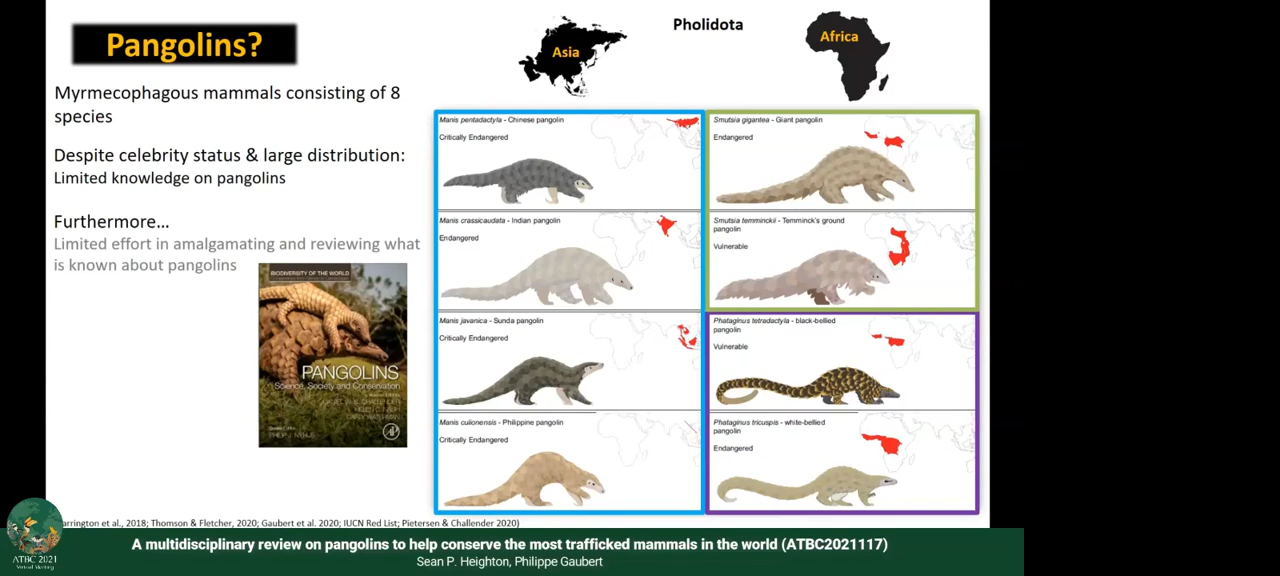 Pangolins?
Myrmecophagous mammals consisting of 8
species
Despite celebrity status & large distribution:
Limited knowledge on pangolins
Furthermore…
Limited effort in amalgamating and reviewing what
is known about pangolins
BIODIVERSITY OF THE WORLD
PANGOLINS
Science, Society and Conservation
Pholidota
Asia
Africa
Manis pentadactyla - Chinese pangolin
Critically Endangered
Manis crassicaudata - Indian pangolin
Endangered
Manis javanica - Sunda pangolin
Critically Endangered
Manis culionensis - Philippine pangolin
Critically Endangered
Smutsia gigantea - Giant pangolin
Endangered
Smutsia temminckii - Temminck's ground
pangolin
Vulnerable
Phataginus tetradactyla - black-bellied
pangolin
Vulnerable
Phataginus tricuspis - white-bellied
pangolin
Endangered
arrington et al., 2018; Thomson & Fletcher, 2020; Gaubert et al. 2020; IUCN Red List; Pietersen & Challender 2020)
ATBC 2021
Virtual Meeting
A multidisciplinary review on pangolins to help conserve the most trafficked mammals in the world (ATBC2021117)
Sean P. Heighton, Philippe Gaubert